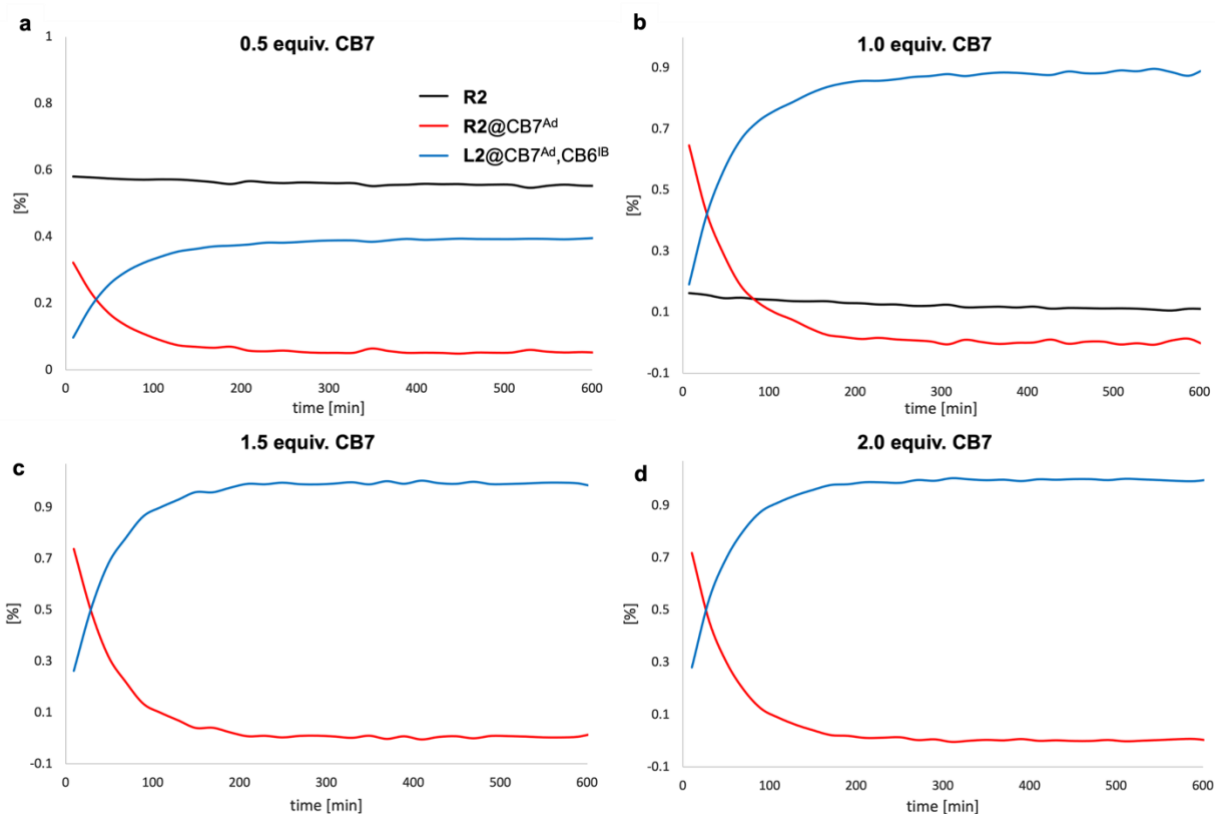 a
0.5 equiv. CB7
1
0.8
0.6
0.4
0.2
0
[%]
R2
R2@CB7Ad
L2@CB7Ad,CB6IB
0 100 200 300 400 500 600
time [min]
b
1.0 equiv. CB7
0.9
0.7
0.5
0.3
0.1
-0.1
[%]
0 100 200 300 400 500 600
time [min]
c
1.5 equiv. CB7
0.9
0.7
0.5
0.3
0.1
-0.1
[%]
0 100 200 300 400 500 600
time [min]
d
2.0 equiv. CB7
0.9
0.7
0.5
0.3
0.1
-0.1
[%]
0 100 200 300 400 500 600
time [min]